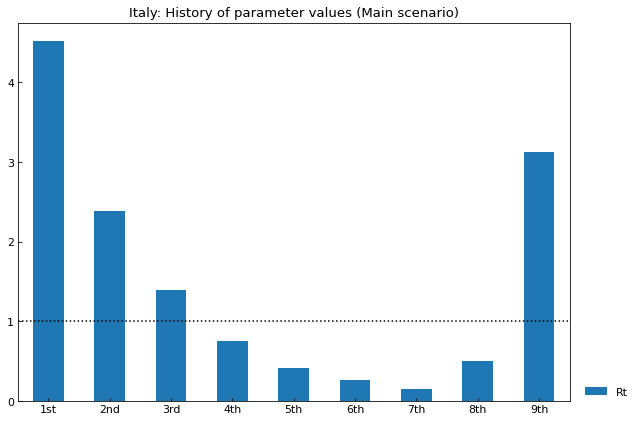 Italy: History of parameter values (Main scenario)
4
3
2
1
0
1st 2nd 3rd 4th 5th 6th 7th 8th 9th
Rt